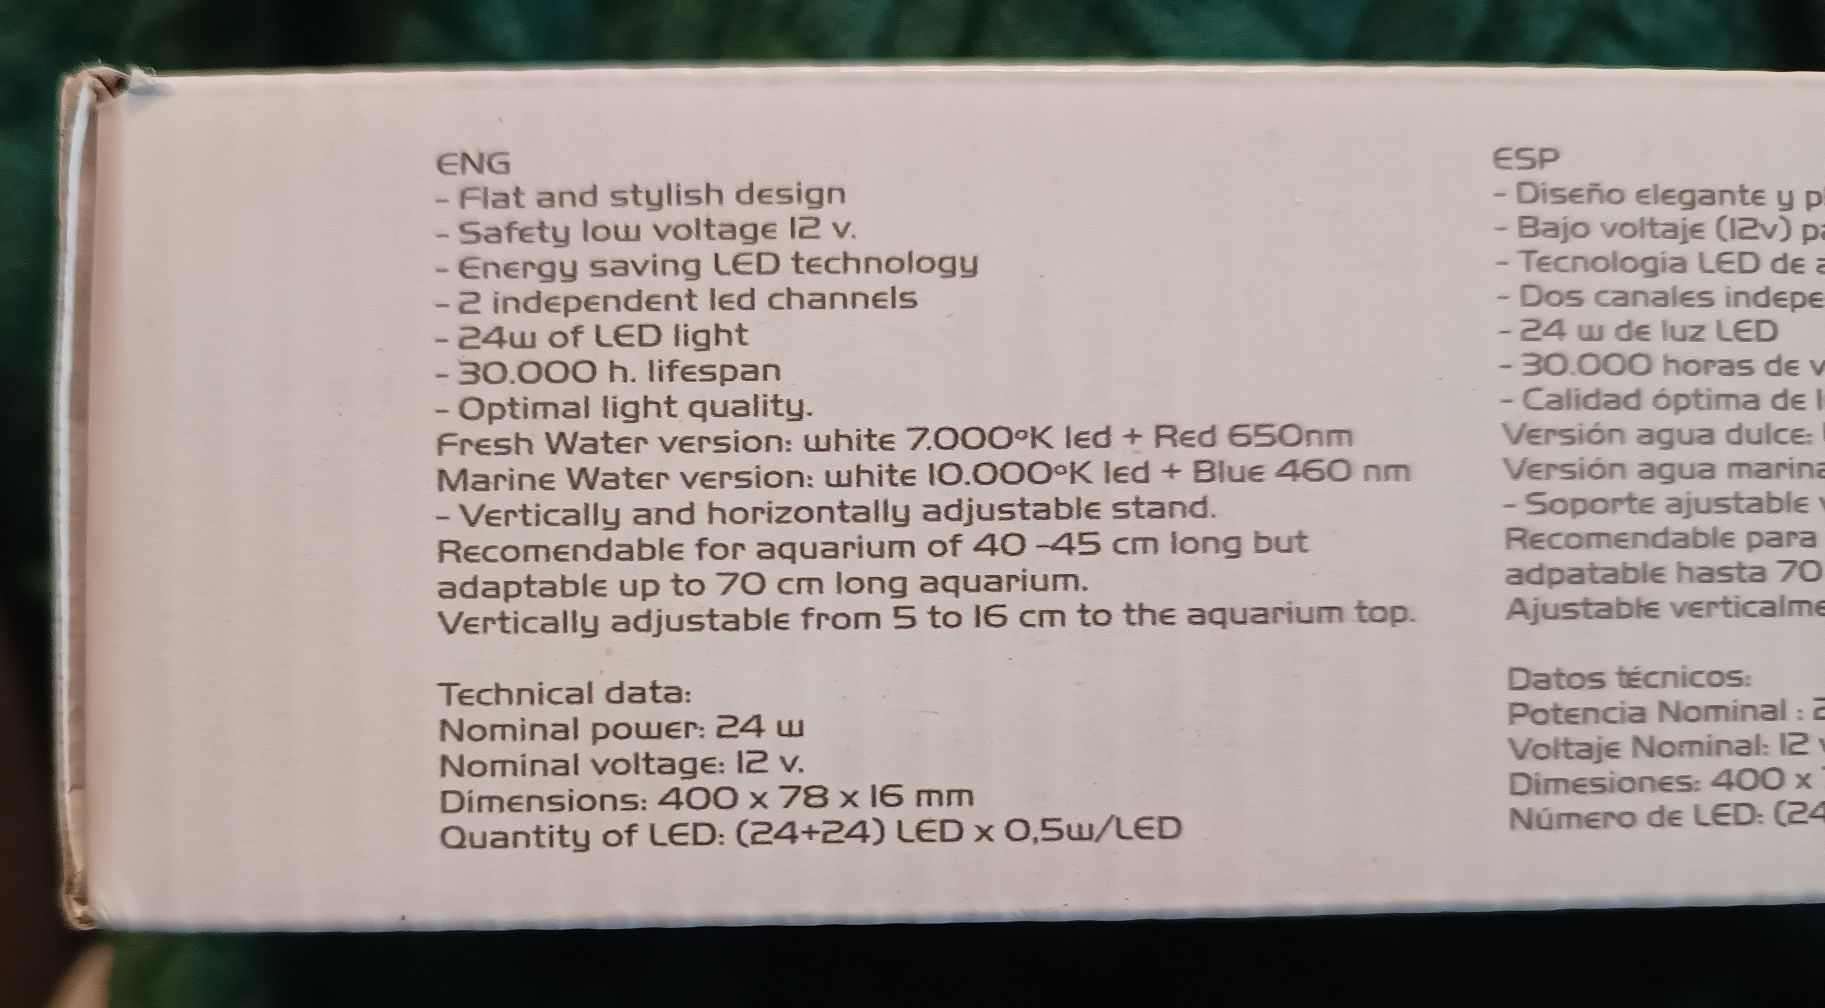 ENG
- Flat and stylish design
- Safety low voltage 12 v.
- Energy saving LED technology
- 2 independent led channels
- 24w of LED light
- 30.000 h. lifespan
- Optimal light quality.
Fresh Water version: white 7.000ºK led + Red 650nm
Marine Water version: white 10.000ºK led + Blue 460 nm
- Vertically and horizontally adjustable stand.
Recomendable for aquarium of 40 -45 cm long but
adaptable up to 70 cm long aquarium.
Vertically adjustable from 5 to 16 cm to the aquarium top.
Technical data:
Nominal power: 24 w
Nominal voltage: 12 v.
Dimensions: 400 x 78 x 16 mm
Quantity of LED: (24+24) LED x 0,5w/LED
ESP
- Diseño elegante y
- Bajo voltaje (12v)
- Tecnologia LED de
- Dos canales
- 24 w de luz LED
- 30.000 horas de
- Calidad óptima de
Versión agua dulce:
Versión agua
- Soporte ajustable
Recomendable para
adpatable hasta 70
Ajustable
Datos técnicos:
Potencia Nominal :
Voltaje Nominal: 12
Dimesiones: 400 x
Número de LED: (24